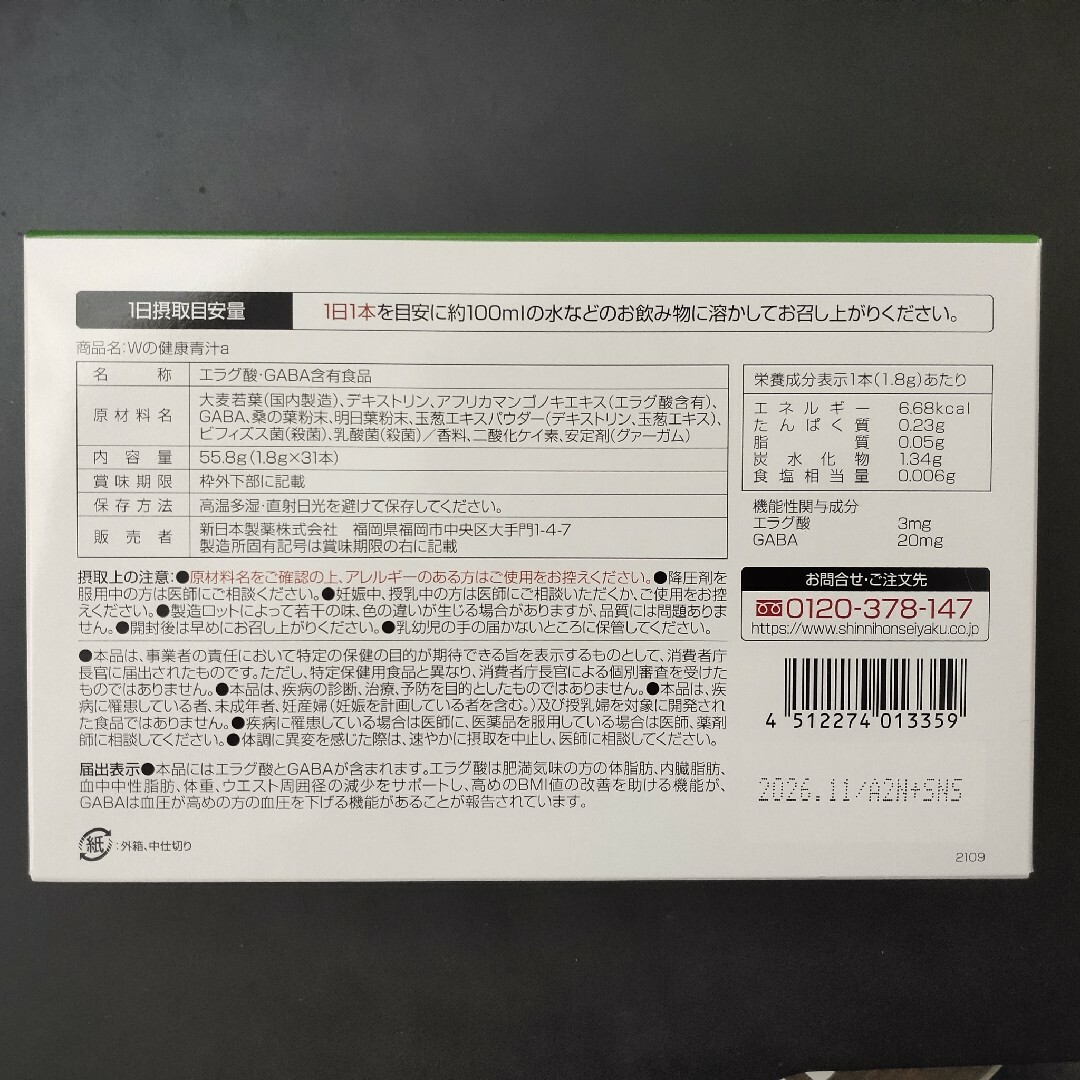 1日摂取目安量
1日1本を目安に約100mlの水などのお飲み物に溶かしてお召し上がりください。
商品名:Wの健康青汁a
名称 エラグ酸・GABA含有食品
原材料名 大麦若葉(国内製造)、デキストリン、アフリカマンゴノキエキス(エラグ酸含有)、
GABA、桑の葉粉末、明日葉粉末、玉葱エキスパウダー(デキストリン、玉葱エキス)、
ビフィズス菌(殺菌)、乳酸菌(殺菌)/香料、二酸化ケイ素、安定剤(グァーガム)
内容量 55.8g(1.8g×31本)
賞味期限 枠外下部に記載
保存方法 高温多湿・直射日光を避けて保存してください。
販売者 新日本製薬株式会社 福岡県福岡市中央区大手門1-4-7
製造所固有記号は賞味期限の右に記載
摂取上の注意:●原材料名をご確認の上、アレルギーのある方はご使用をお控えください。●降圧剤を
服用中の方は医師にご相談ください。●妊娠中、授乳中の方は医師にご相談いただくか、ご使用をお控
えください。●製造ロットによって若干の味、色の違いが生じる場合がありますが、品質には問題ありま
せん。●開封後は早めにお召し上がりください。●乳幼児の手の届かないところに保管してください。
●本品は、事業者の責任において特定の保健の目的が期待できる旨を表示するものとして、消費者庁
長官に届出されたものです。ただし、特定保健用食品と異なり、消費者庁長官による個別審査を受けた
ものではありません。●本品は、疾病の診断、治療、予防を目的としたものではありません。●本品は、疾
病に罹患している者、未成年者、妊産婦(妊娠を計画している者を含む。)及び授乳婦を対象に開発され
た食品ではありません。●疾病に罹患している場合は医師に、医薬品を服用している場合は医師、薬剤
師に相談してください。●体調に異変を感じた際は、速やかに摂取を中止し、医師に相談してください。
届出表示●本品にはエラグ酸とGABAが含まれます。エラグ酸は肥満気味の方の体脂肪、内臓脂肪、
血中中性脂肪、体重、ウエスト周囲径の減少をサポートし、高めのBMI値の改善を助ける機能が、
GABAは血圧が高めの方の血圧を下げる機能があることが報告されています。
紙:外箱、中仕切り
栄養成分表示1本(1.8g)あたり
エネルギー 6.68kcal
たんぱく質 0.23g
脂質 0.05g
炭水化物 1.34g
食塩相当量 0.006g
機能性関与成分
エラグ酸 3mg
GABA 20mg
お問合せ・ご注文先
0120-378-147
https://www.shinnihonseiyaku.co.jp
4 512274 013359
2026.11/A2N+SN5
2109